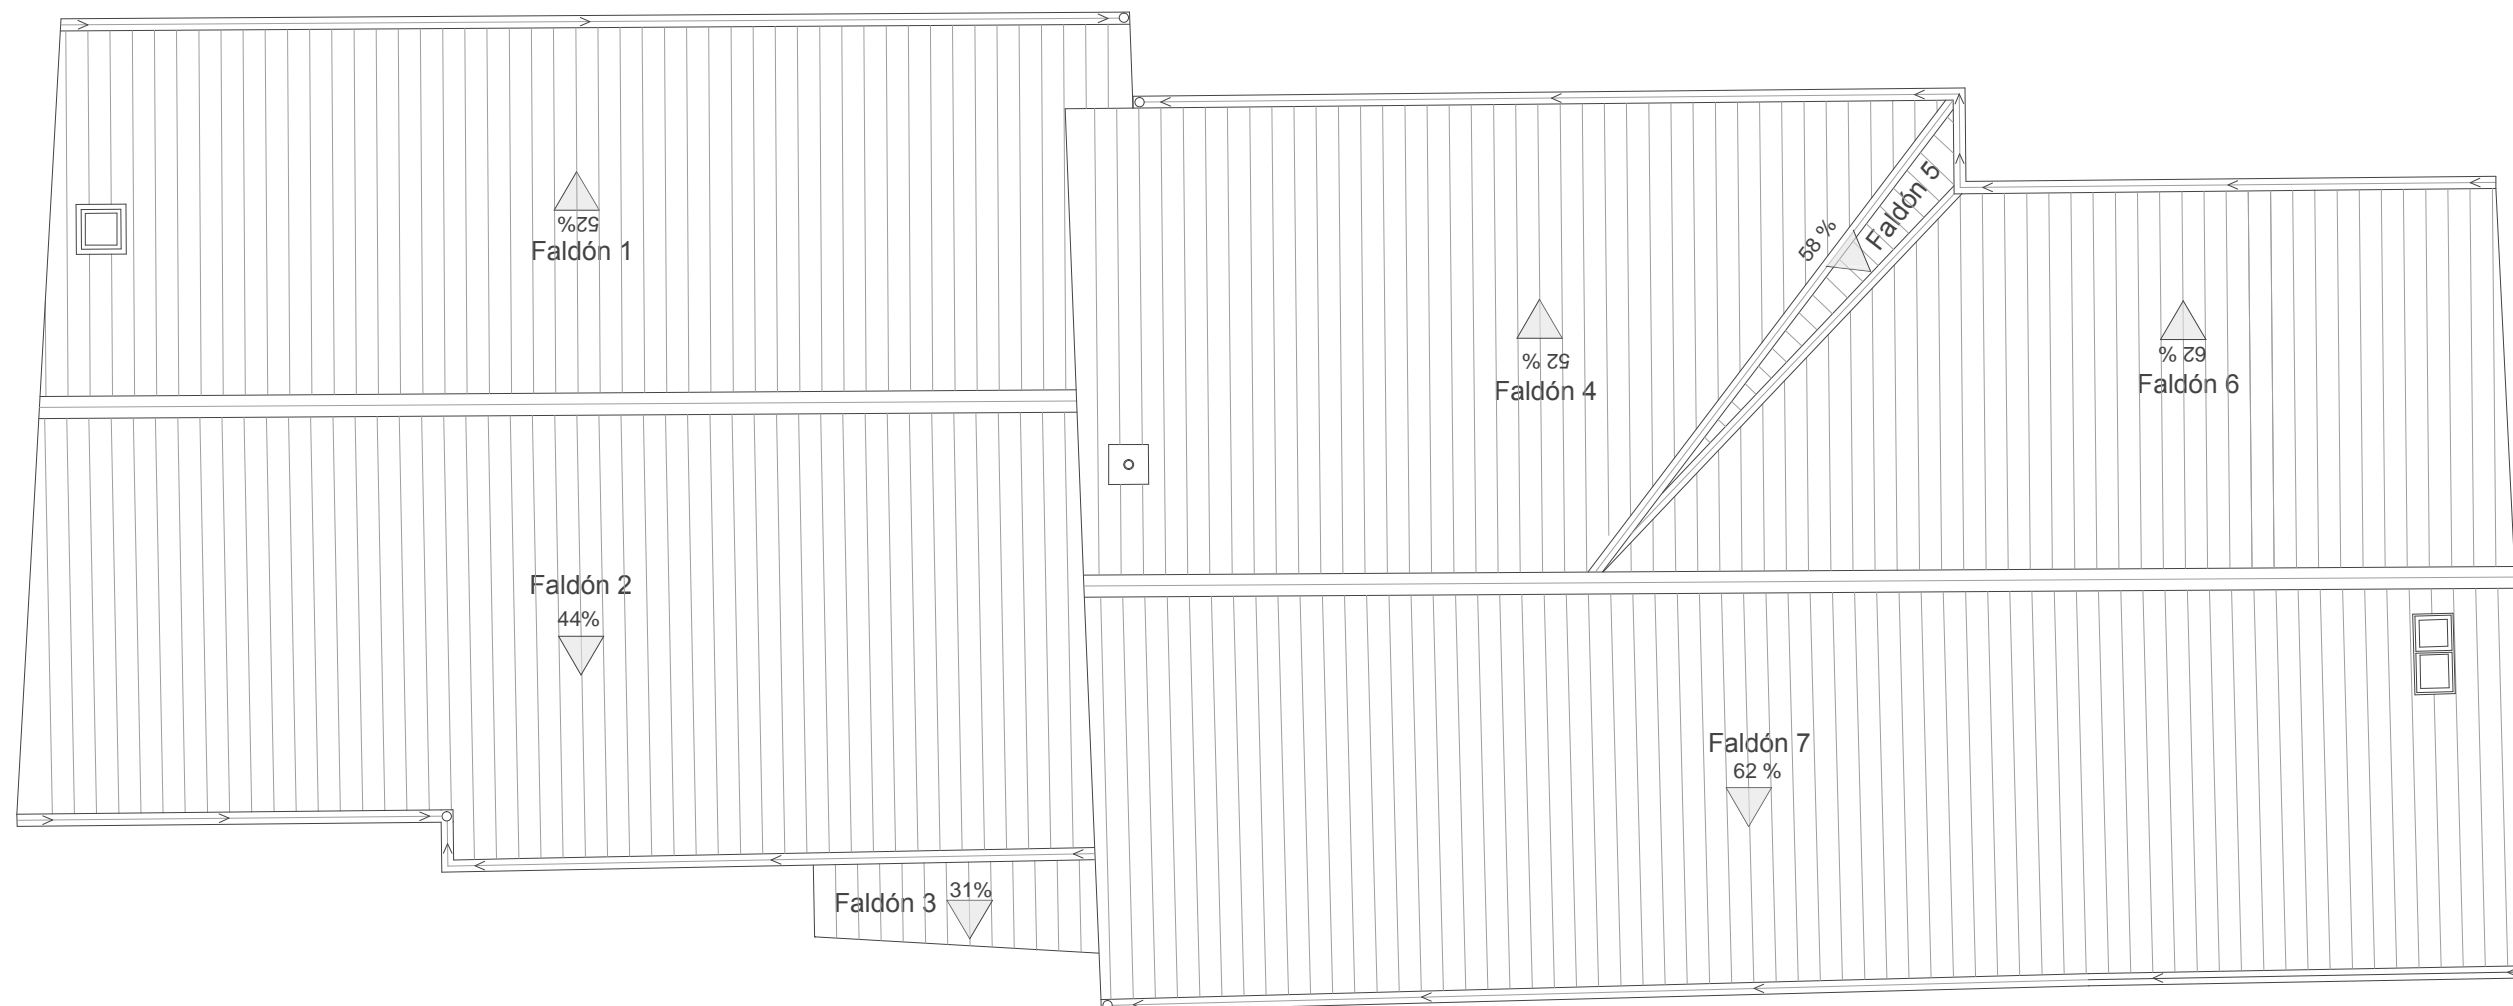 52%
Faldón 1
Faldón 2
44%
Faldón 3
31%
52 %
Faldón 4
58 %
Faldón 5
62 %
Faldón 6
Faldón 7
62 %